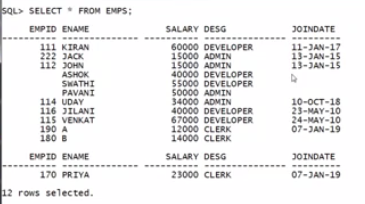 SQL> SELECT * FROM EMPS;
EMPID ENAME SALARY DESG JOINDATE
---------- ---------- ---------- ---------- ---------
111 KIRAN 60000 DEVELOPER 11-JAN-17
222 JACK 15000 ADMIN 13-JAN-15
112 JOHN 15000 ADMIN 13-JAN-15
ASHOK 40000 DEVELOPER
SWATHI 55000 DEVELOPER
PAVANI 50000 ADMIN
114 UDAY 34000 ADMIN 10-OCT-18
116 JILANI 40000 DEVELOPER 23-MAY-10
115 VENKAT 67000 DEVELOPER 24-MAY-10
190 A 12000 CLERK 07-JAN-19
180 B 14000 CLERK
EMPID ENAME SALARY DESG JOINDATE
---------- ---------- ---------- ---------- ---------
170 PRIYA 23000 CLERK 07-JAN-19
12 rows selected.